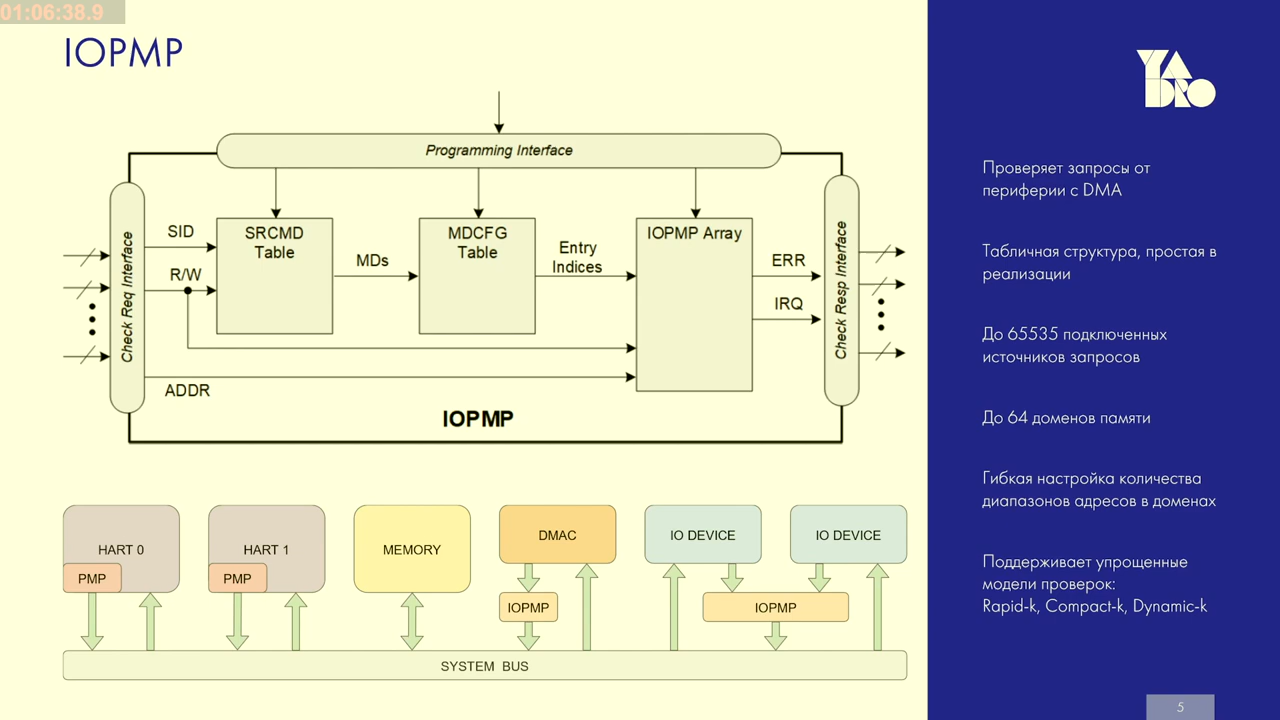 01:06:38.9
IOPMP
YADRO
Programming Interface
Check Req Interface
SID
R/W
ADDR
SRCMD
Table
MDs
MDCFG
Table
Entry
Indices
IOPMP Array
ERR
IRQ
Check Resp Interface
IOPMP
HART 0
PMP
HART 1
PMP
MEMORY
DMAC
IOPMP
IO DEVICE
IO DEVICE
IOPMP
SYSTEM BUS
Проверяет запросы от
периферии с DMA
Табличная структура, простая в
реализации
До 65535 подключенных
источников запросов
До 64 доменов памяти
Гибкая настройка количества
диапазонов адресов в доменах
Поддерживает упрощенные
модели проверок:
Rapid-k, Compact-k, Dynamic-k
5